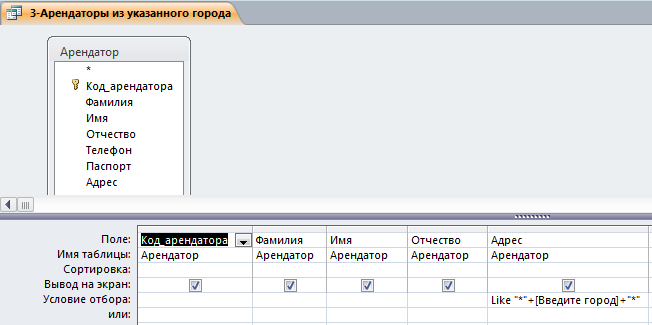 3-Арендаторы из указанного города
Арендатор
*
Код_арендатора
Фамилия
Имя
Отчество
Телефон
Паспорт
Адрес
Поле: Код_арендатора Фамилия Имя Отчество Адрес
Имя таблицы: Арендатор Арендатор Арендатор Арендатор Арендатор
Сортировка:
Вывод на экран:
Условие отбора: Like "*"+[Введите город]+"*"
или: